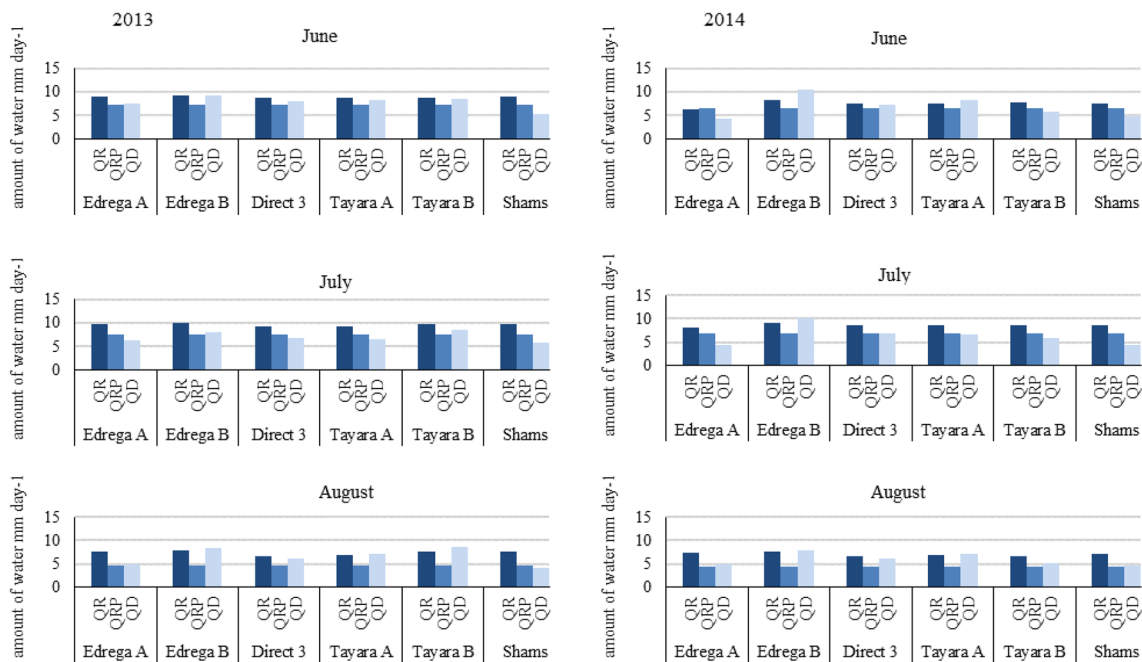 2013
June
amount of water mm day-1
15
10
5
0
QR QRP QD QR QRP QD QR QRP QD QR QRP QD QR QRP QD QR QRP QD
Edrega A Edrega B Direct 3 Tayara A Tayara B Shams
2014
June
amount of water mm day-1
15
10
5
0
QR QRP QD QR QRP QD QR QRP QD QR QRP QD QR QRP QD QR QRP QD
Edrega A Edrega B Direct 3 Tayara A Tayara B Shams
July
amount of water mm day-1
15
10
5
0
QR QRP QD QR QRP QD QR QRP QD QR QRP QD QR QRP QD QR QRP QD
Edrega A Edrega B Direct 3 Tayara A Tayara B Shams
July
amount of water mm day-1
15
10
5
0
QR QRP QD QR QRP QD QR QRP QD QR QRP QD QR QRP QD QR QRP QD
Edrega A Edrega B Direct 3 Tayara A Tayara B Shams
August
amount of water mm day-1
15
10
5
0
QR QRP QD QR QRP QD QR QRP QD QR QRP QD QR QRP QD QR QRP QD
Edrega A Edrega B Direct 3 Tayara A Tayara B Shams
August
amount of water mm day-1
15
10
5
0
QR QRP QD QR QRP QD QR QRP QD QR QRP QD QR QRP QD QR QRP QD
Edrega A Edrega B Direct 3 Tayara A Tayara B Shams